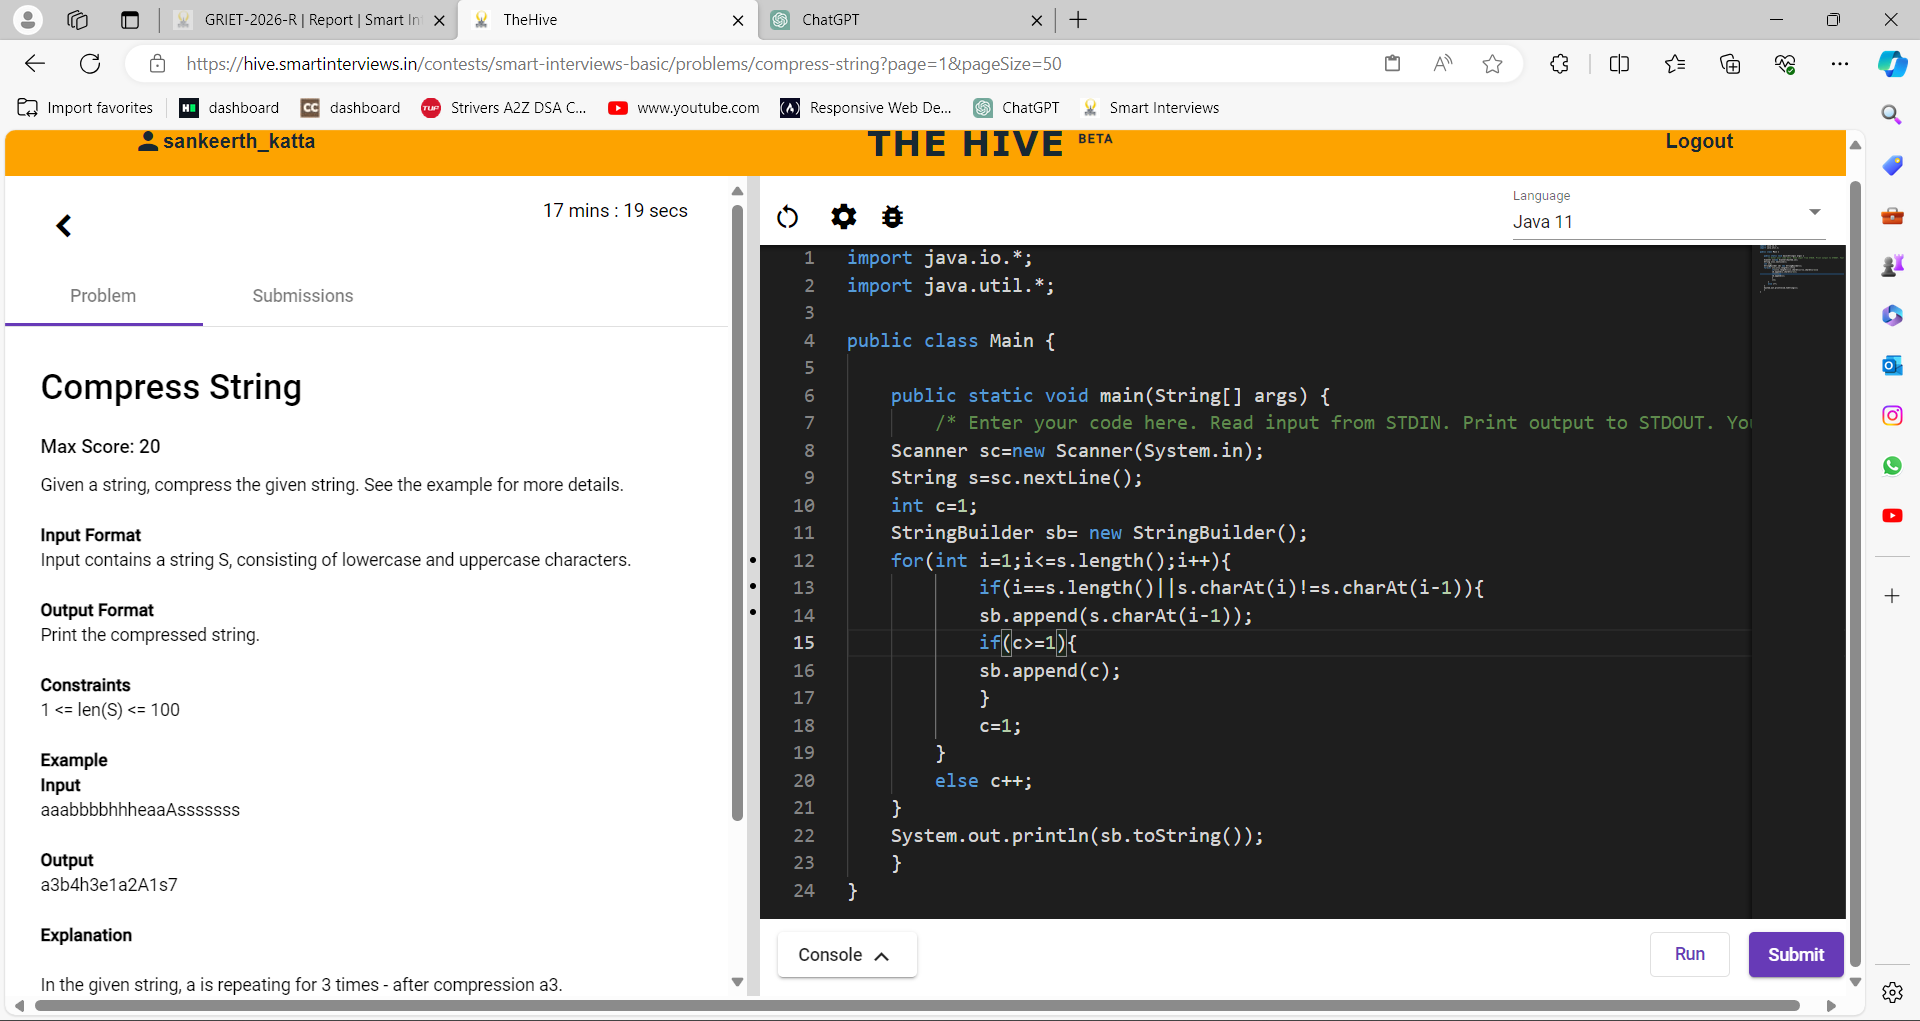 GRIET-2026-R | Report | Smart In
TheHive
ChatGPT
https://hive.smartinterviews.in/contests/smart-interviews-basic/problems/compress-string?page=1&pageSize=50
Import favorites
dashboard
dashboard
Strivers A2Z DSA C...
www.youtube.com
Responsive Web De...
ChatGPT
Smart Interviews
sankeerth_katta
THE HIVE BETA
Logout
17 mins : 19 secs
Problem
Submissions
Compress String
Max Score: 20
Given a string, compress the given string. See the example for more details.
Input Format
Input contains a string S, consisting of lowercase and uppercase characters.
Output Format
Print the compressed string.
Constraints
1 <= len(S) <= 100
Example
Input
aaabbbbhhheaaAsssssss
Output
a3b4h3e1a2A1s7
Explanation
In the given string, a is repeating for 3 times - after compression a3.
Language
Java 11
1 import java.io.*;
2 import java.util.*;
3
4 public class Main {
5
6 public static void main(String[] args) {
7 /* Enter your code here. Read input from STDIN. Print output to STDOUT. You
8 Scanner sc=new Scanner(System.in);
9 String s=sc.nextLine();
10 int c=1;
11 StringBuilder sb= new StringBuilder();
12 for(int i=1;i<=s.length();i++){
13 if(i==s.length()||s.charAt(i)!=s.charAt(i-1)){
14 sb.append(s.charAt(i-1));
15 if(c>=1){
16 sb.append(c);
17 }
18 c=1;
19 }
20 else c++;
21 }
22 System.out.println(sb.toString());
23 }
24 }
Console
Run
Submit